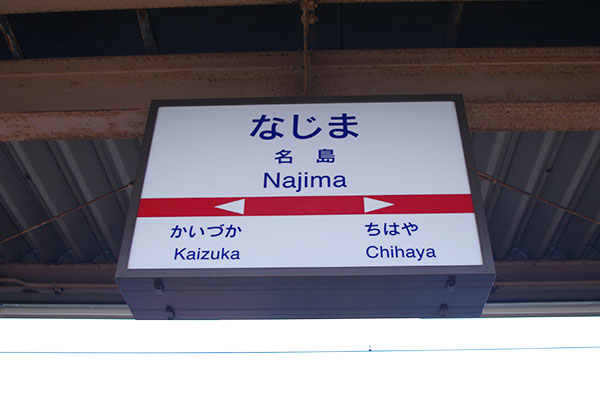 なじま
名島
Najima
かいづか ちはや
Kaizuka Chihaya